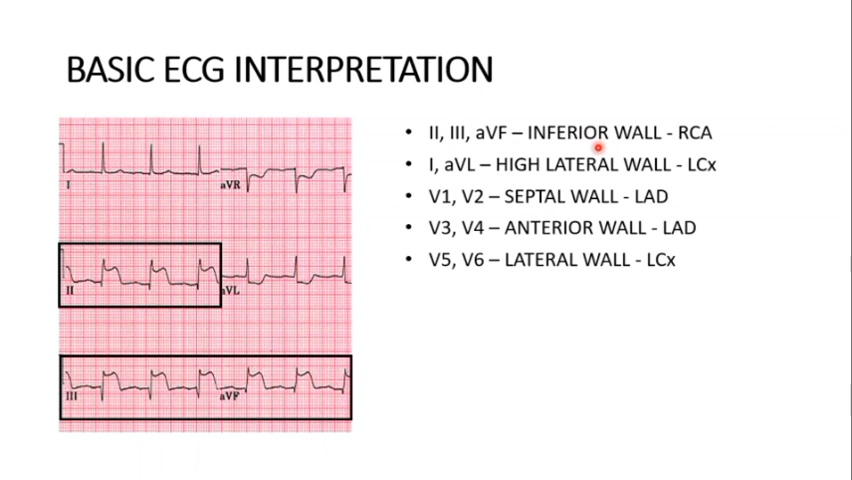 BASIC ECG INTERPRETATION
• II, III, aVF – INFERIOR WALL - RCA
• I, aVL – HIGH LATERAL WALL - LCx
• V1, V2 – SEPTAL WALL - LAD
• V3, V4 – ANTERIOR WALL - LAD
• V5, V6 – LATERAL WALL - LCx
I aVR
II aVL
III aVF